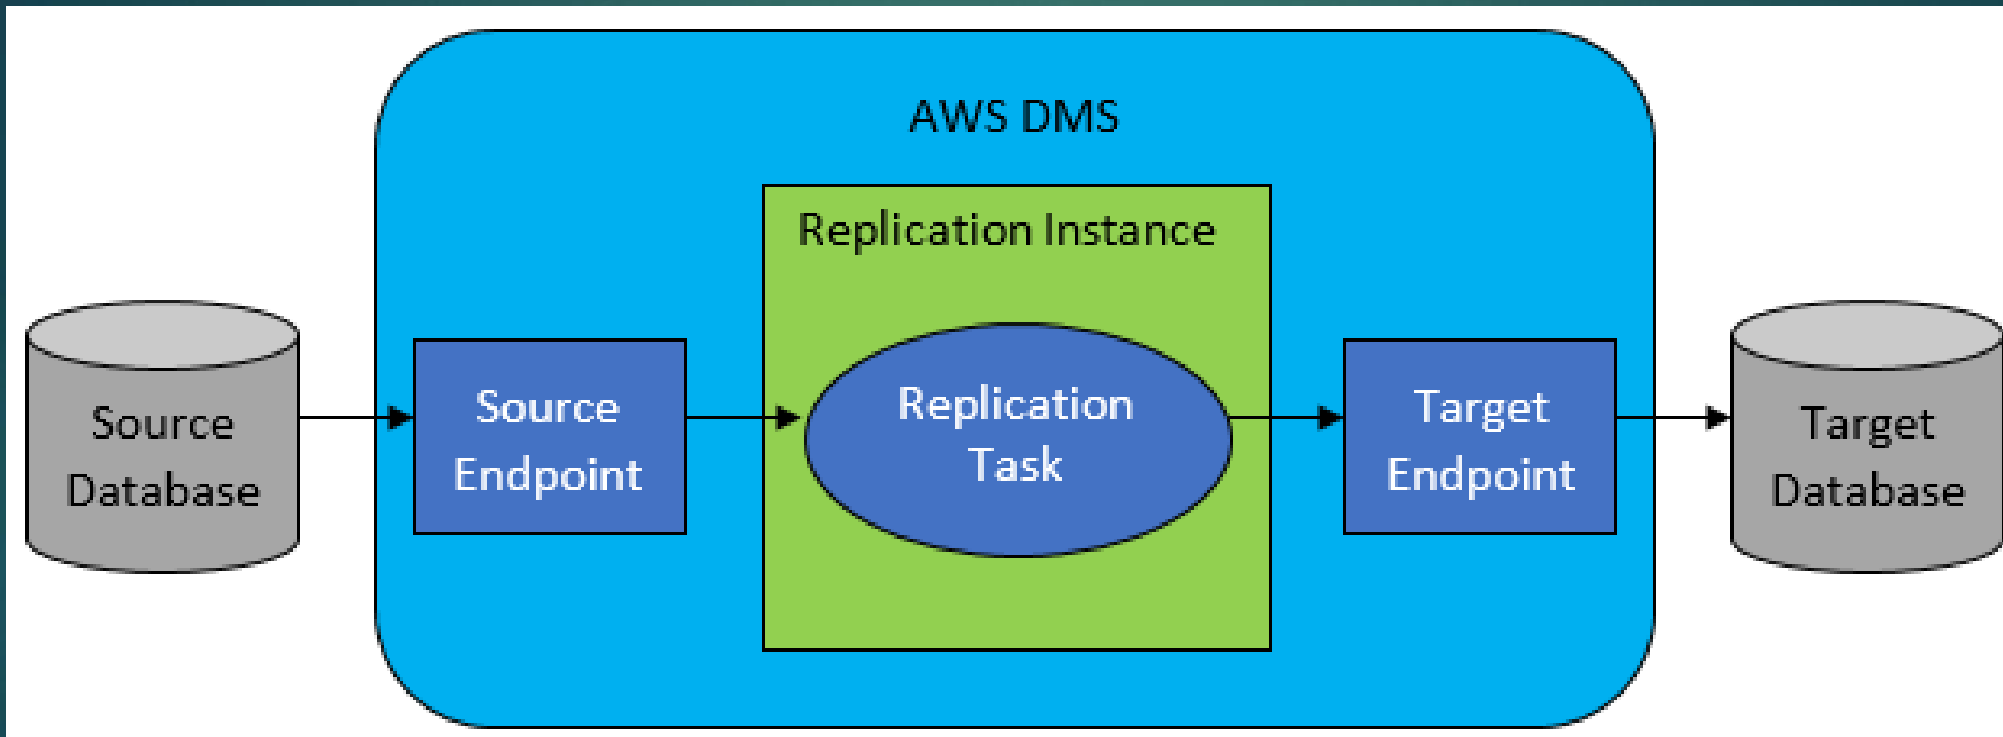 AWS DMS
Replication Instance
Source
Database
Source
Endpoint
Replication
Task
Target
Endpoint
Target
Database